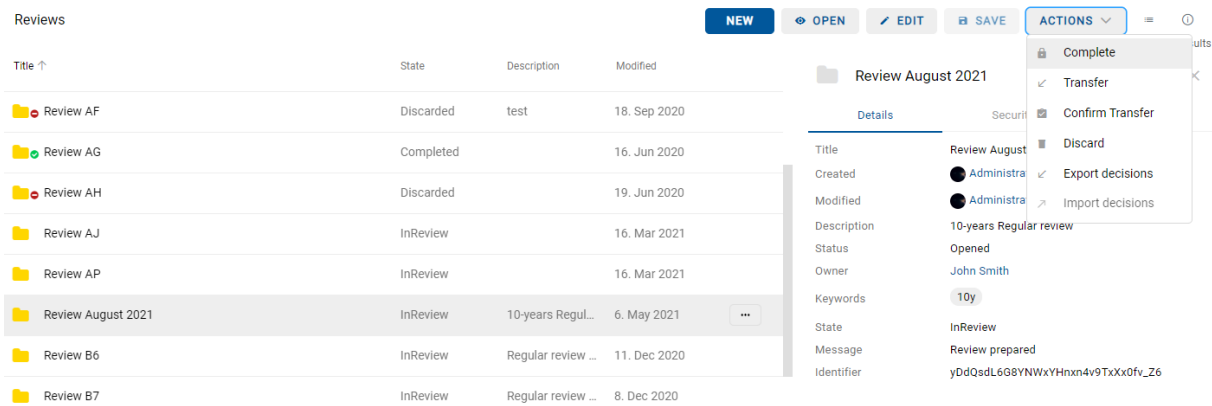 Reviews
NEW
OPEN
EDIT
SAVE
ACTIONS
Title
State
Description
Modified
Review AF
Discarded
test
18. Sep 2020
Review AG
Completed
16. Jun 2020
Review AH
Discarded
19. Jun 2020
Review AJ
InReview
16. Mar 2021
Review AP
InReview
16. Mar 2021
Review August 2021
InReview
10-years Regul...
6. May 2021
Review B6
InReview
Regular review ...
11. Dec 2020
Review B7
InReview
Regular review ...
8. Dec 2020
Complete
Transfer
Confirm Transfer
Discard
Export decisions
Import decisions
Review August 2021
Details
Title
Review August
Created
Modified
Description
10-years Regular review
Status
Opened
Owner
John Smith
Keywords
10y
State
InReview
Message
Review prepared
Identifier
yDdQsdL6G8YNWxYHnxn4v9TxXx0fv_Z6